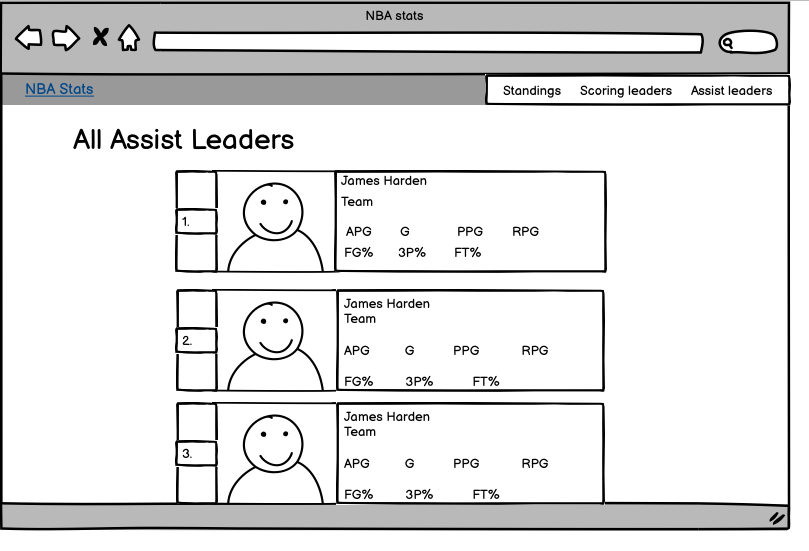 NBA stats
NBA Stats
Standings Scoring leaders Assist leaders
All Assist Leaders
1.
James Harden
Team
APG G PPG RPG
FG% 3P% FT%
2.
James Harden
Team
APG G PPG RPG
FG% 3P% FT%
3.
James Harden
Team
APG G PPG RPG
FG% 3P% FT%